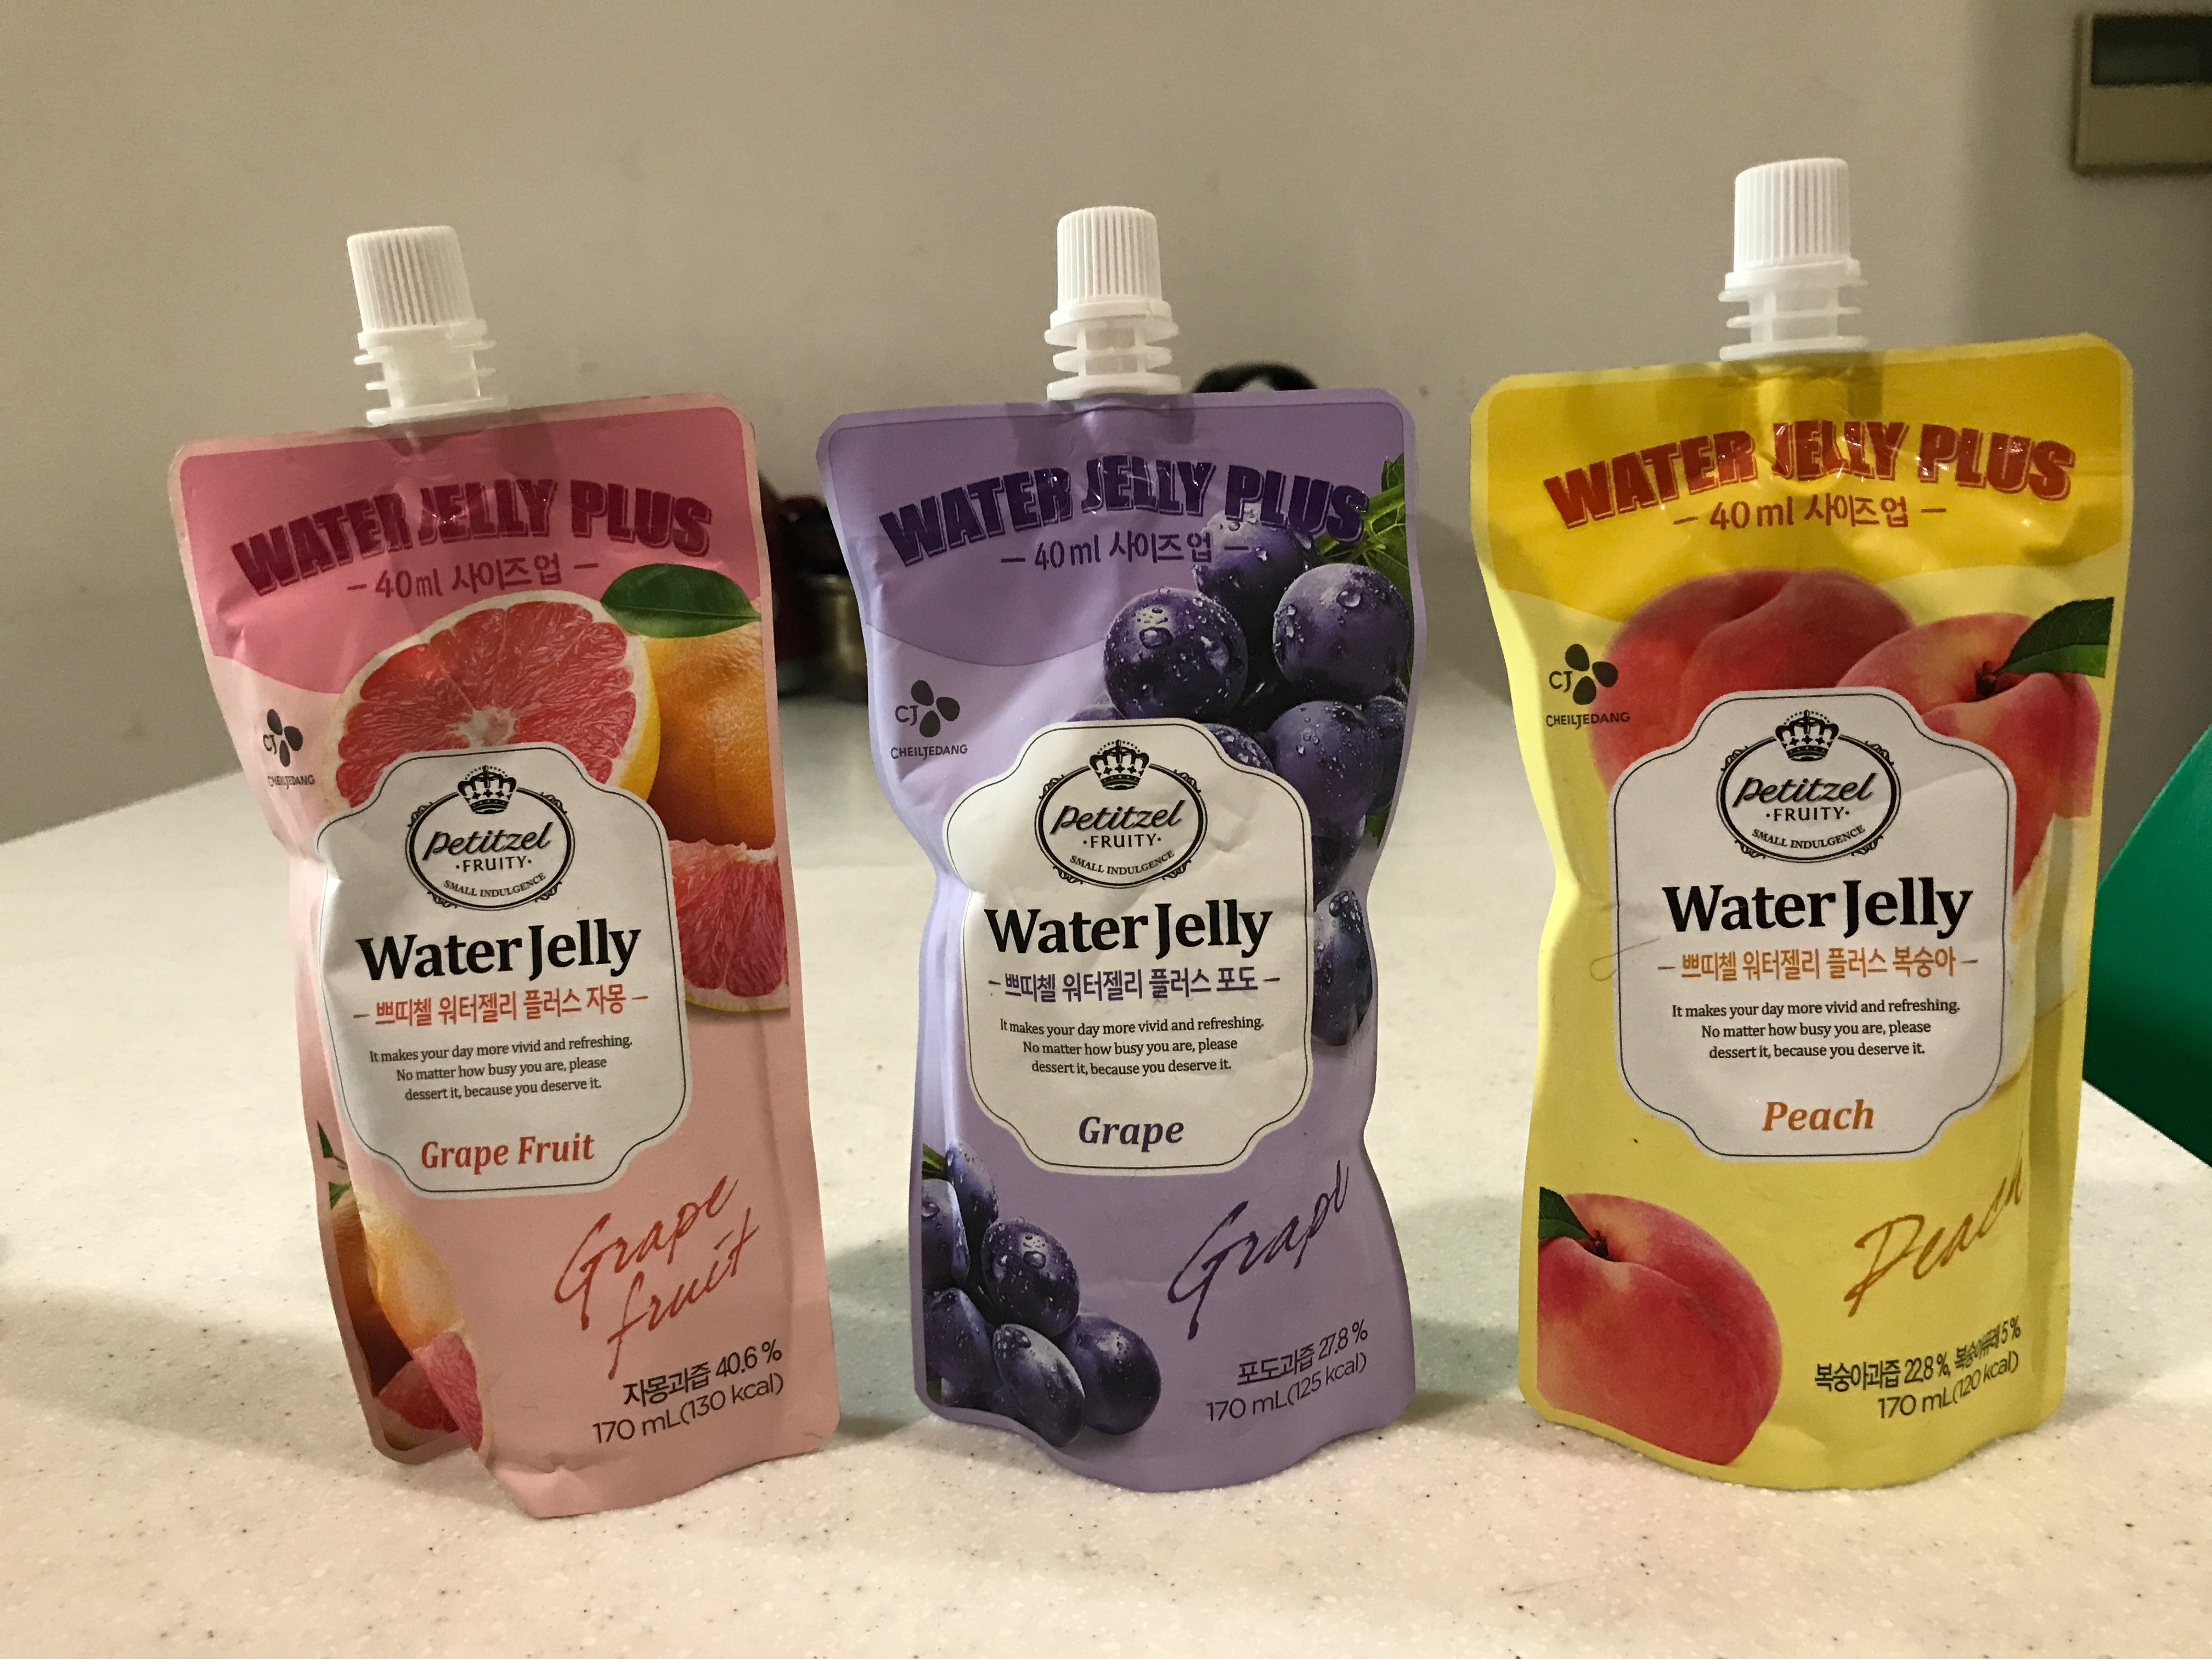 WATER JELLY PLUS
40ml 사이즈 업
CJ
CHEILJEDANG
Petitzel
FRUITY
SMALL INDULGENCE
Water Jelly
쁘띠첼 워터젤리 플러스 자몽
It makes your day more vivid and refreshing.
No matter how busy you are, please
dessert it, because you deserve it.
Grape Fruit
Grape
fruit
자몽과즙 40.6 %
170 mL(130 kcal)
WATER JELLY PLUS
40ml 사이즈 업
CJ
CHEILJEDANG
Petitzel
FRUITY
SMALL INDULGENCE
Water Jelly
쁘띠첼 워터젤리 플러스 포도
It makes your day more vivid and refreshing.
No matter how busy you are, please
dessert it, because you deserve it.
Grape
Grape
포도과즙 27.8 %
170 mL(125 kcal)
WATER JELLY PLUS
40ml 사이즈 업
CJ
CHEILJEDANG
Petitzel
FRUITY
SMALL INDULGENCE
Water Jelly
쁘띠첼 워터젤리 플러스 복숭아
It makes your day more vivid and refreshing.
No matter how busy you are, please
dessert it, because you deserve it.
Peach
Peach
복숭아과즙 22.8 %, 복숭아퓨레 5 %
170 mL(120 kcal)